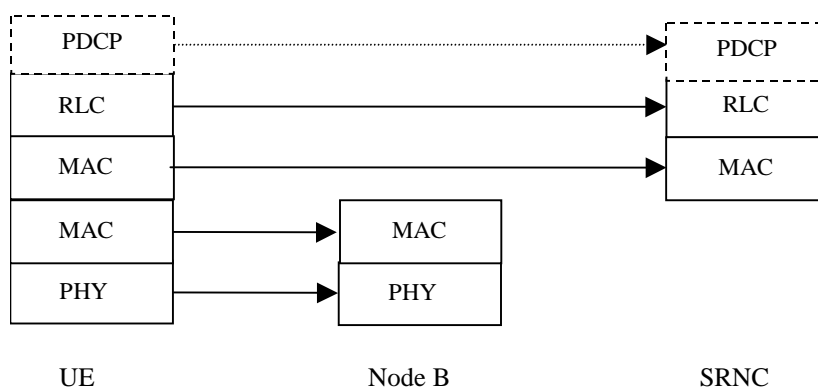 PDCP
PDCP
RLC
RLC
MAC
MAC
MAC
MAC
PHY
PHY
UE
Node B
SRNC